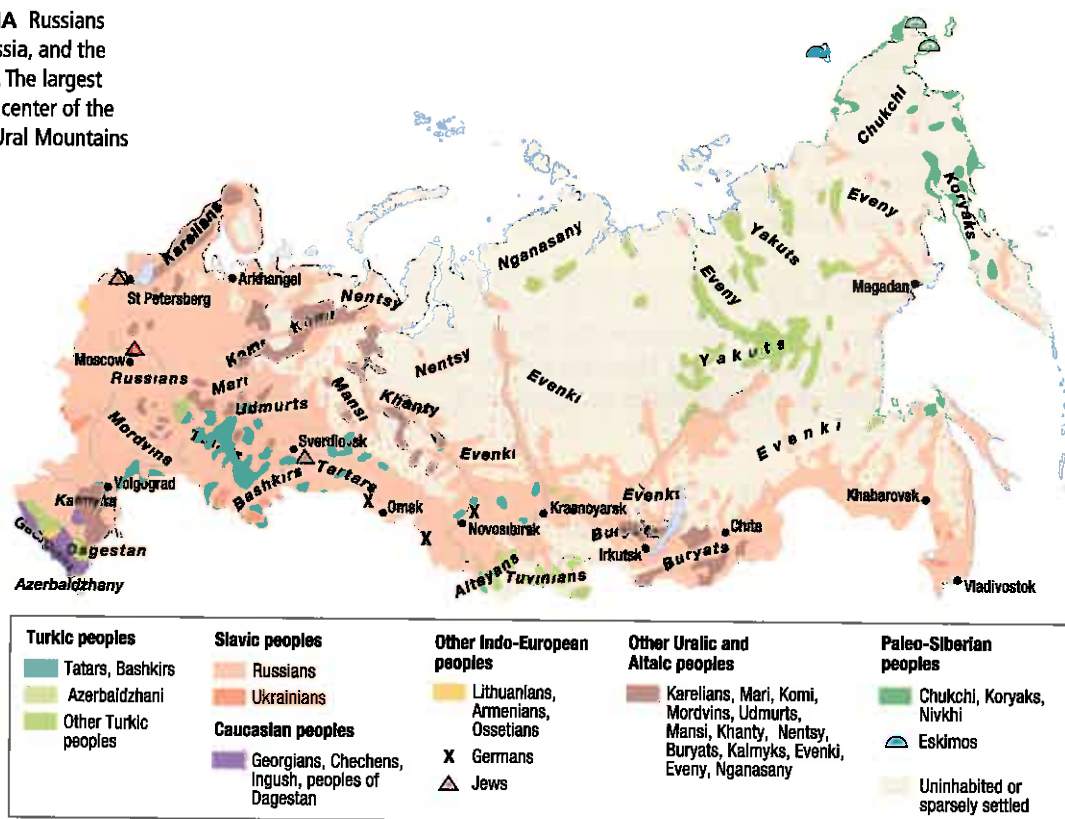 IA Russians
ssia, and the
. The largest
center of the
Ural Mountains
Chukchi
Koryaks
Eveny
Yakuts
Nganasany
Karelians
Eveny
Magadan
Arkhangel
St Petersberg
Nentsy
Komi
Komi
Yakuts
Moscow
Nentsy
Russians
Mari
Evenki
Mansi
Khanty
Udmurts
Evenki
Mordvins
Sverdlovsk
Evenki
Tartars
Bashkirs
Volgograd
Evenki
Khabarovsk
X
Omsk
X
Krasnoyarsk
Novosibirsk
Chita
X
Irkutsk
Buryats
Dagestan
Altayans
Tuvinians
Azerbaidzhany
Vladivostok
Turkic peoples
Tatars, Bashkirs
Azerbaidzhani
Other Turkic
peoples
Slavic peoples
Russians
Ukrainians
Caucasian peoples
Georgians, Chechens,
Ingush, peoples of
Dagestan
Other Indo-European
peoples
Lithuanians,
Armenians,
Ossetians
X Germans
Jews
Other Uralic and
Altaic peoples
Karelians, Mari, Komi,
Mordvins, Udmurts,
Mansi, Khanty, Nentsy,
Buryats, Kalmyks, Evenki,
Eveny, Nganasany
Paleo-Siberian
peoples
Chukchi, Koryaks,
Nivkhi
Eskimos
Uninhabited or
sparsely settled